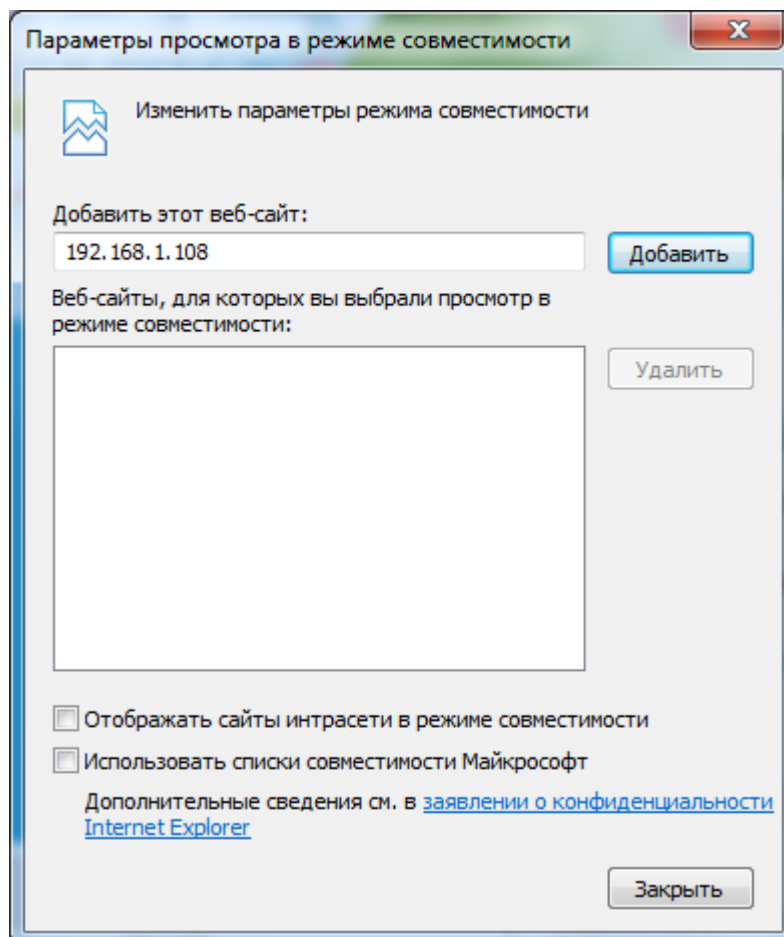 Параметры просмотра в режиме совместимости
Изменить параметры режима совместимости
Добавить этот веб-сайт:
192.168.1.108
Добавить
Веб-сайты, для которых вы выбрали просмотр в
режиме совместимости:
Удалить
Отображать сайты интрасети в режиме совместимости
Использовать списки совместимости Майкрософт
Дополнительные сведения см. в заявлении о конфиденциальности
Internet Explorer
Закрыть